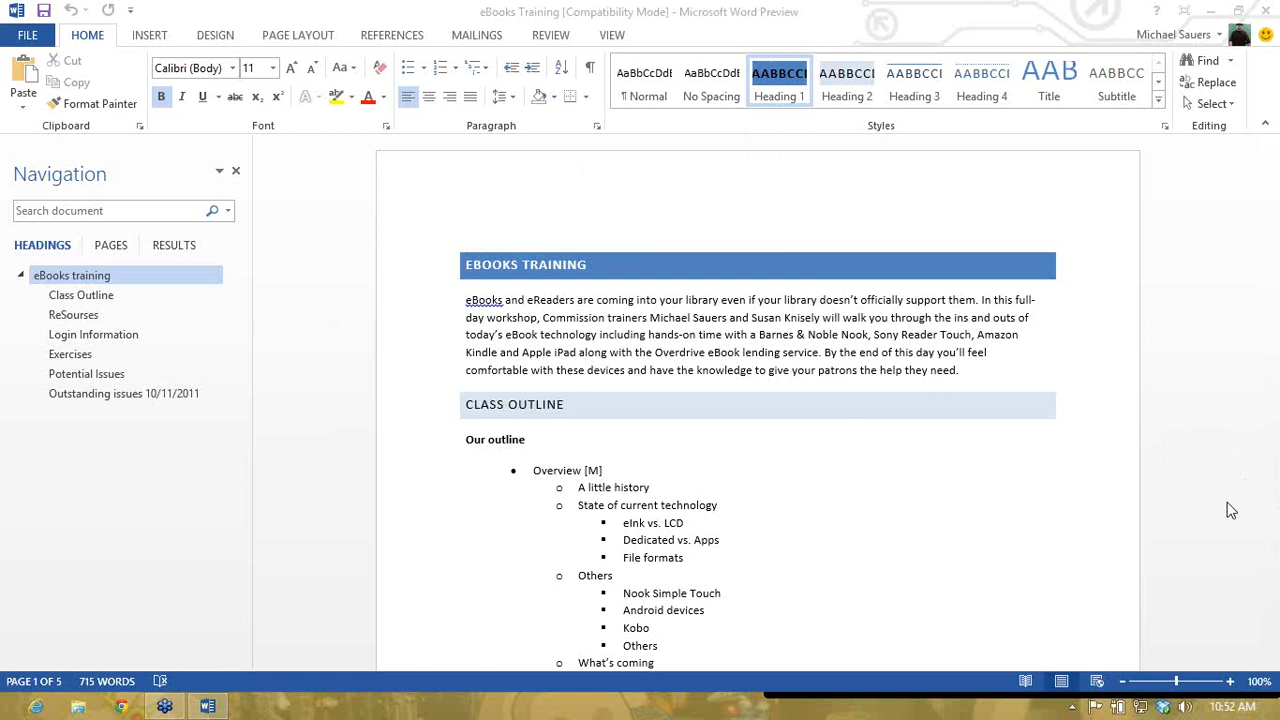 eBooks Training [Compatibility Mode] - Microsoft Word Preview
FILE HOME INSERT DESIGN PAGE LAYOUT REFERENCES MAILINGS REVIEW VIEW Michael Sauers
Paste
Cut
Copy
Format Painter
Clipboard
Calibri (Body) 11
Font
Paragraph
AaBbCcDdI AaBbCcDdI AABBCCI AABBCCI AABBCCI AABBCCI AAB AABBCC
¶ Normal No Spacing Heading 1 Heading 2 Heading 3 Heading 4 Title Subtitle
Styles
Find
Replace
Select
Editing
Navigation
Search document
HEADINGS PAGES RESULTS
eBooks training
Class Outline
ReSourses
Login Information
Exercises
Potential Issues
Outstanding issues 10/11/2011
EBOOKS TRAINING
eBooks and eReaders are coming into your library even if your library doesn't officially support them. In this full-
day workshop, Commission trainers Michael Sauers and Susan Knisely will walk you through the ins and outs of
today's eBook technology including hands-on time with a Barnes & Noble Nook, Sony Reader Touch, Amazon
Kindle and Apple iPad along with the Overdrive eBook lending service. By the end of this day you'll feel
comfortable with these devices and have the knowledge to give your patrons the help they need.
CLASS OUTLINE
Our outline
• Overview [M]
o A little history
o State of current technology
▪ eInk vs. LCD
▪ Dedicated vs. Apps
▪ File formats
o Others
▪ Nook Simple Touch
▪ Android devices
▪ Kobo
▪ Others
o What's coming
PAGE 1 OF 5 715 WORDS 100%
10:52 AM